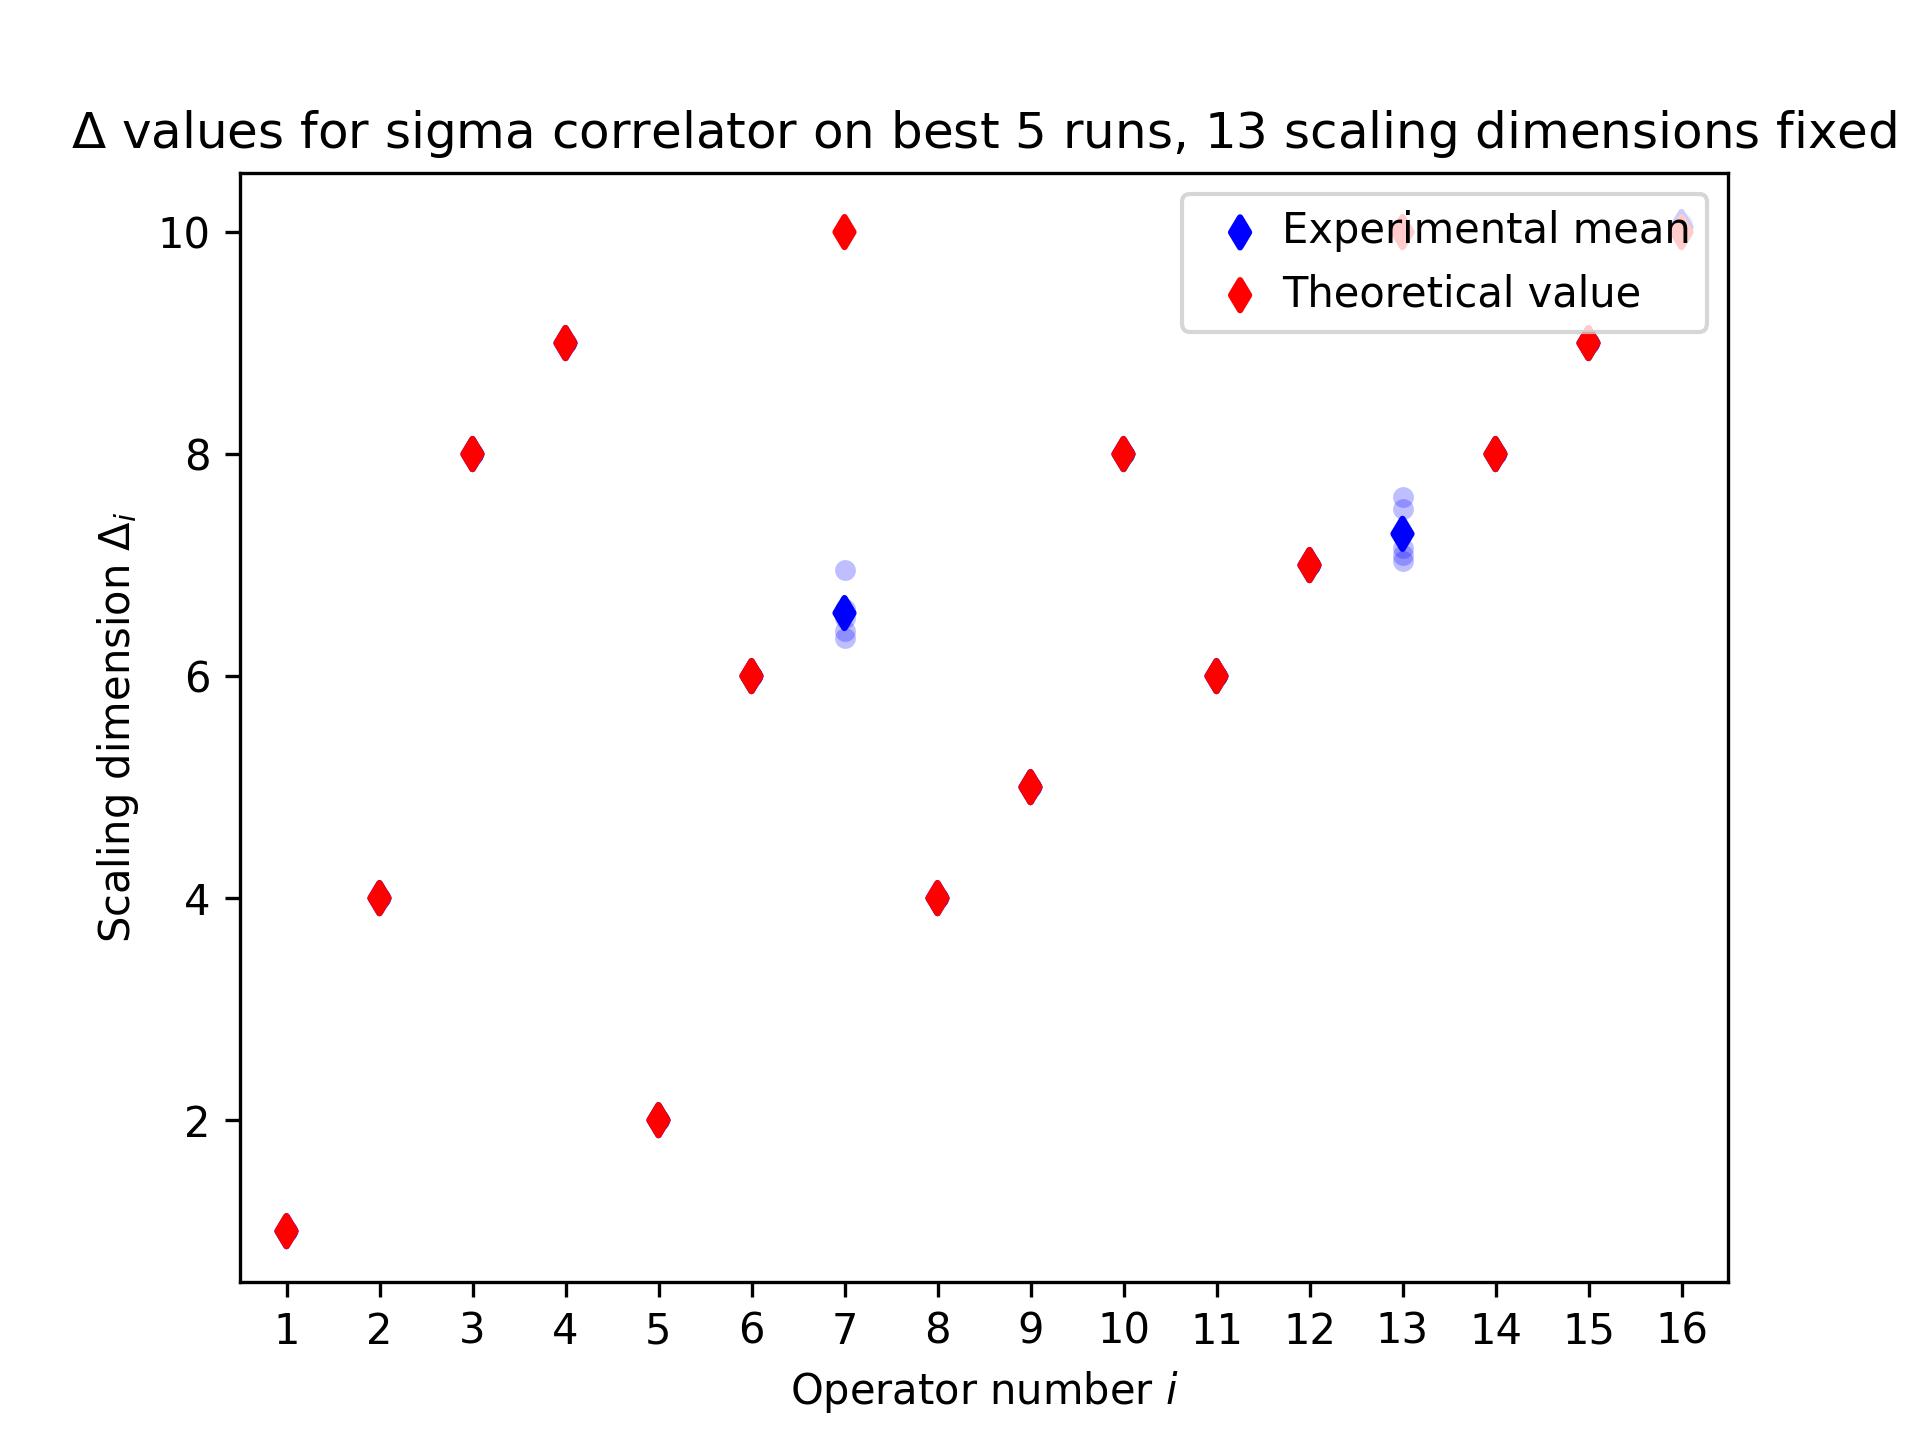 Δ values for sigma correlator on best 5 runs, 13 scaling dimensions fixed
Experimental mean
Theoretical value
10
8
6
4
2
Scaling dimension Δᵢ
1 2 3 4 5 6 7 8 9 10 11 12 13 14 15 16
Operator number i